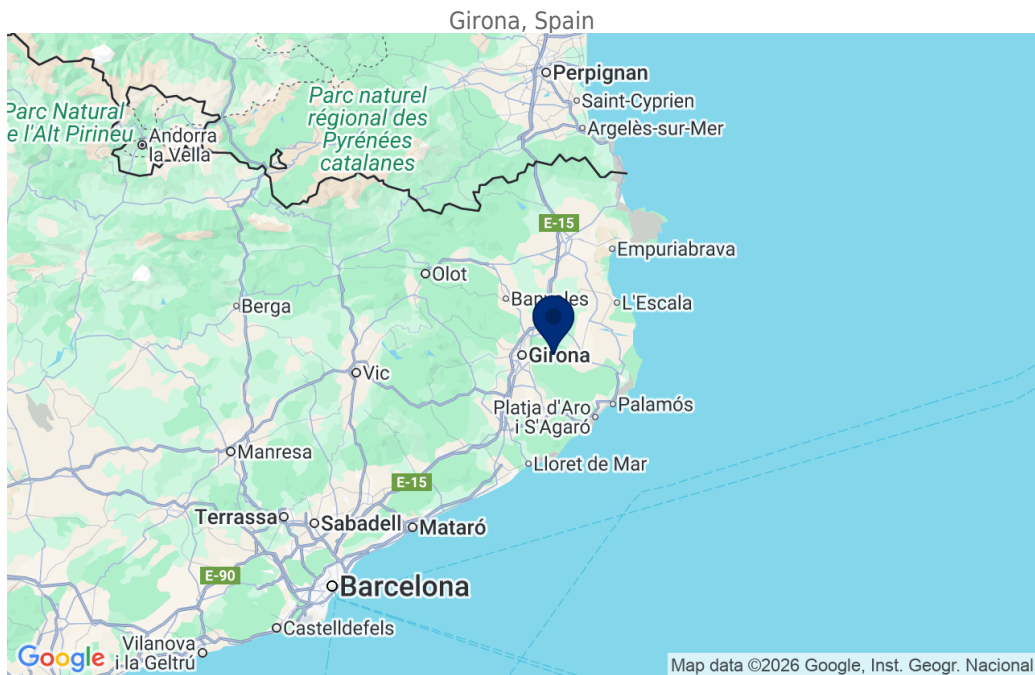 Girona, Spain
Perpignan
Saint-Cyprien
Argelès-sur-Mer
Parc naturel
régional des
Pyrénées
catalanes
Parc Natural
de l'Alt Pirineu
Andorra
la Vella
E-15
Empuriabrava
Olot
Banyoles
L'Escala
Berga
Girona
Vic
Platja d'Aro
i S'Agaró
Palamós
Manresa
Lloret de Mar
E-15
Terrassa
Sabadell
Mataró
E-90
Barcelona
Castelldefels
Vilanova
i la Geltrú
Google
Map data ©2026 Google, Inst. Geogr. Nacional